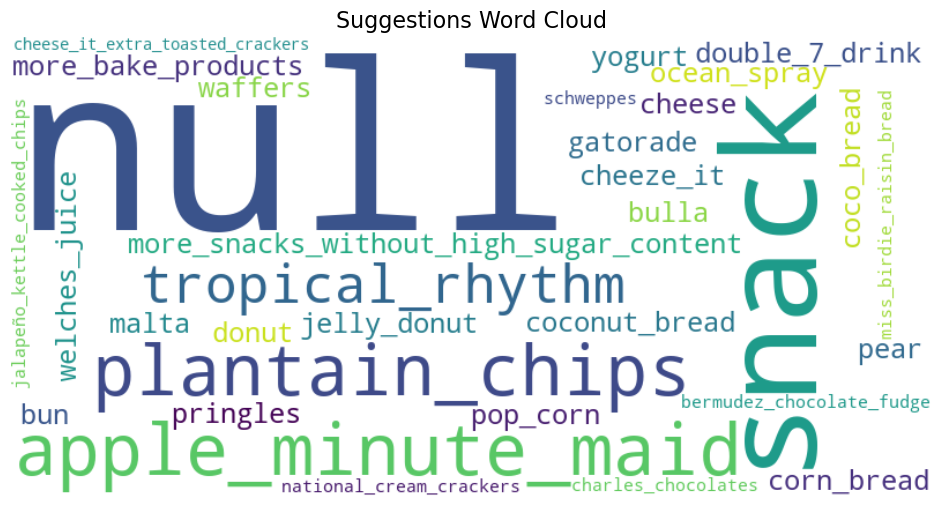 Suggestions Word Cloud
cheese_it_extra_toasted_crackers
more_bake_products
waffers
null
yogurt
double_7_drink
ocean_spray
schweppes
cheese
snack
coco_bread
miss_birdie_raisin_bread
jalapeño_kettle_cooked_chips
welches_juice
gatorade
cheeze_it
bulla
more_snacks_without_high_sugar_content
tropical_rhythm
malta
donut
jelly_donut
coconut_bread
pear
plantain_chips
bermudez_chocolate_fudge
bun
pringles
pop_corn
apple_minute_maid
national_cream_crackers
charles_chocolates
corn_bread